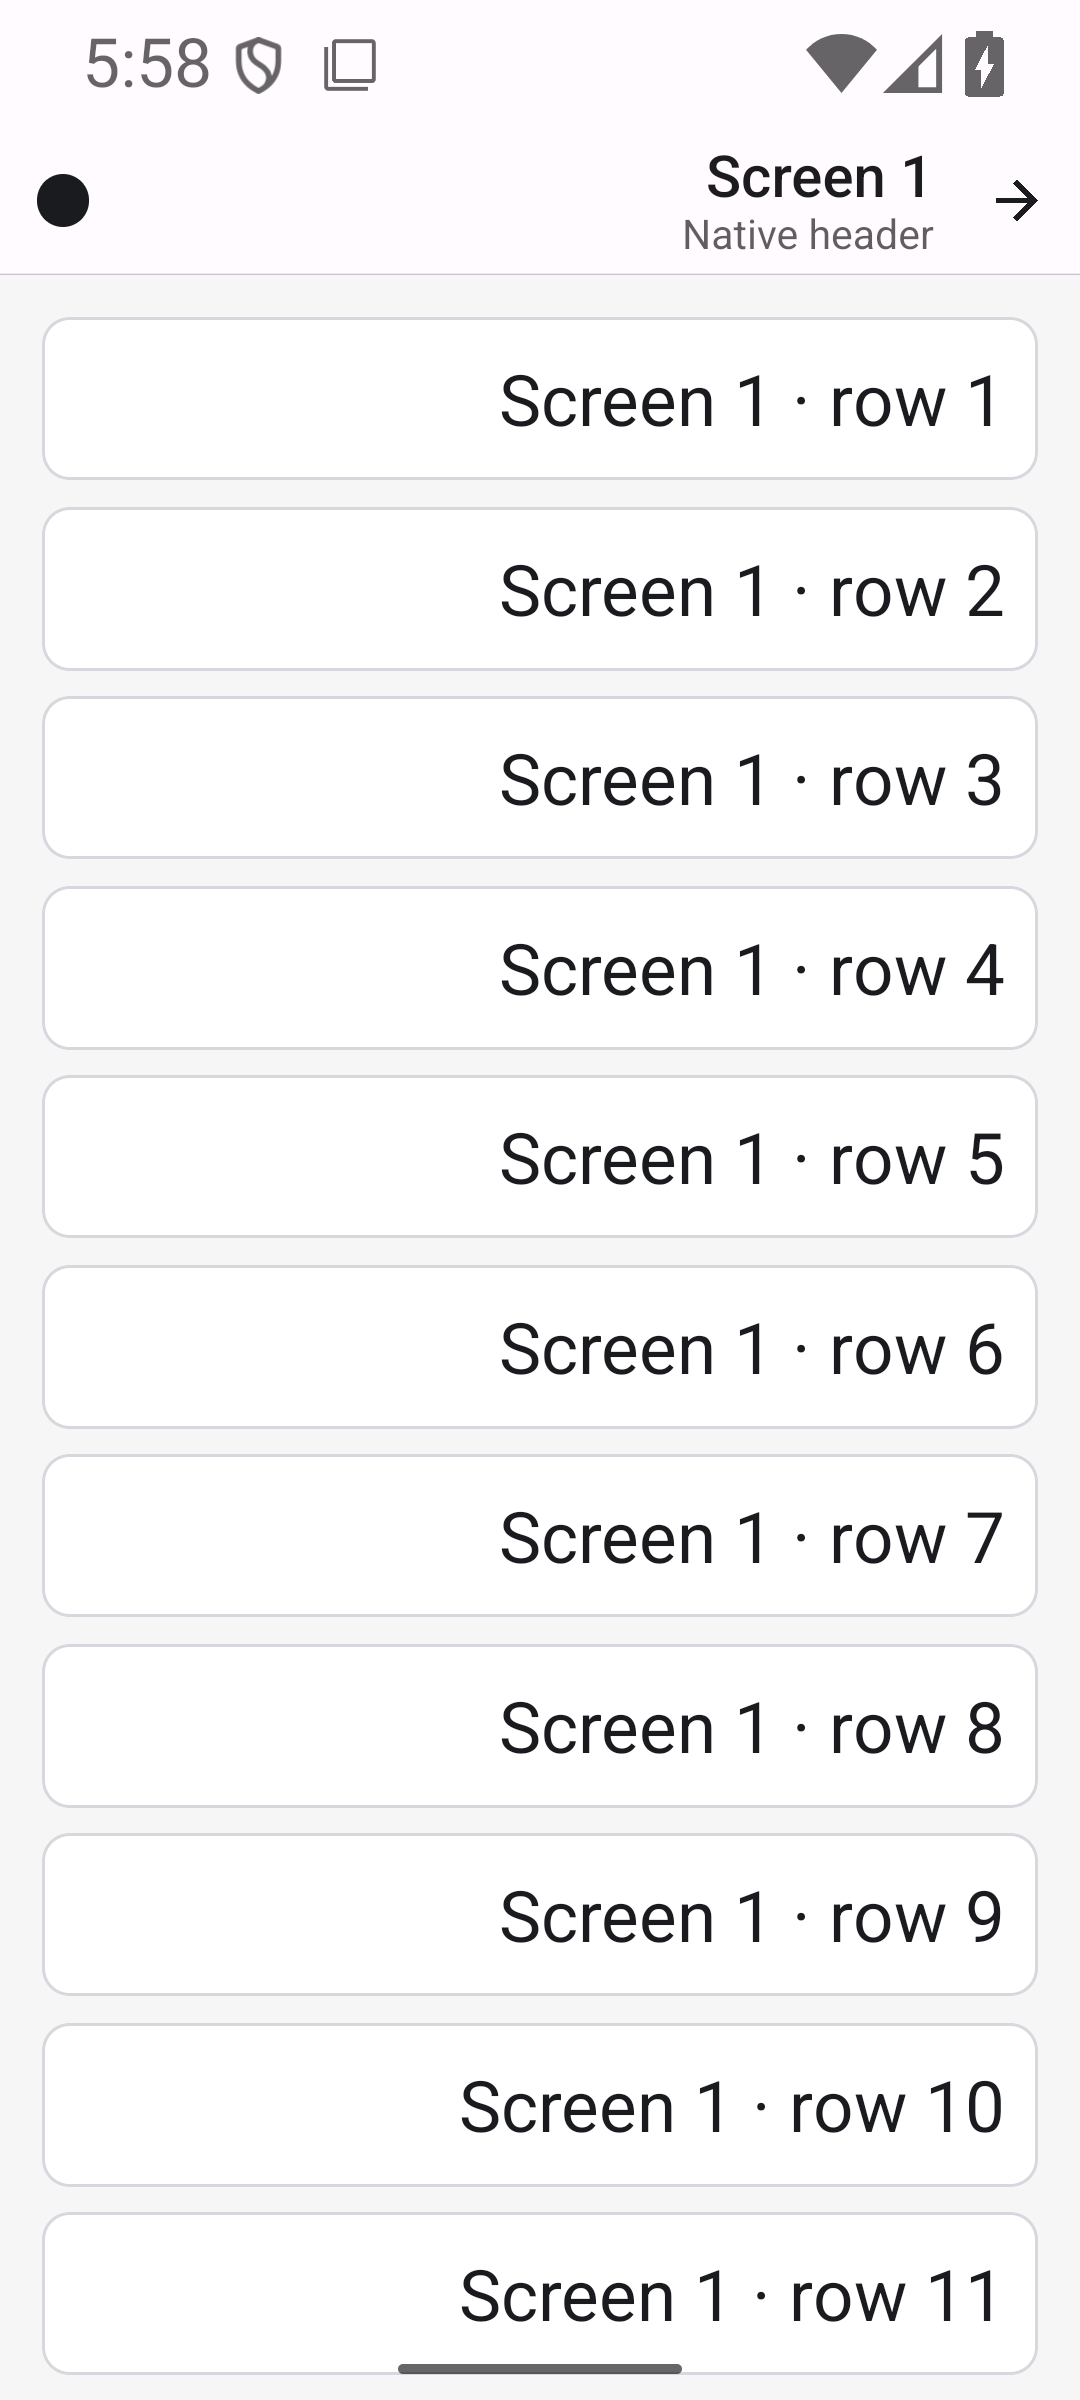 5:58
Screen 1
Native header
Screen 1 · row 1
Screen 1 · row 2
Screen 1 · row 3
Screen 1 · row 4
Screen 1 · row 5
Screen 1 · row 6
Screen 1 · row 7
Screen 1 · row 8
Screen 1 · row 9
Screen 1 · row 10
Screen 1 · row 11